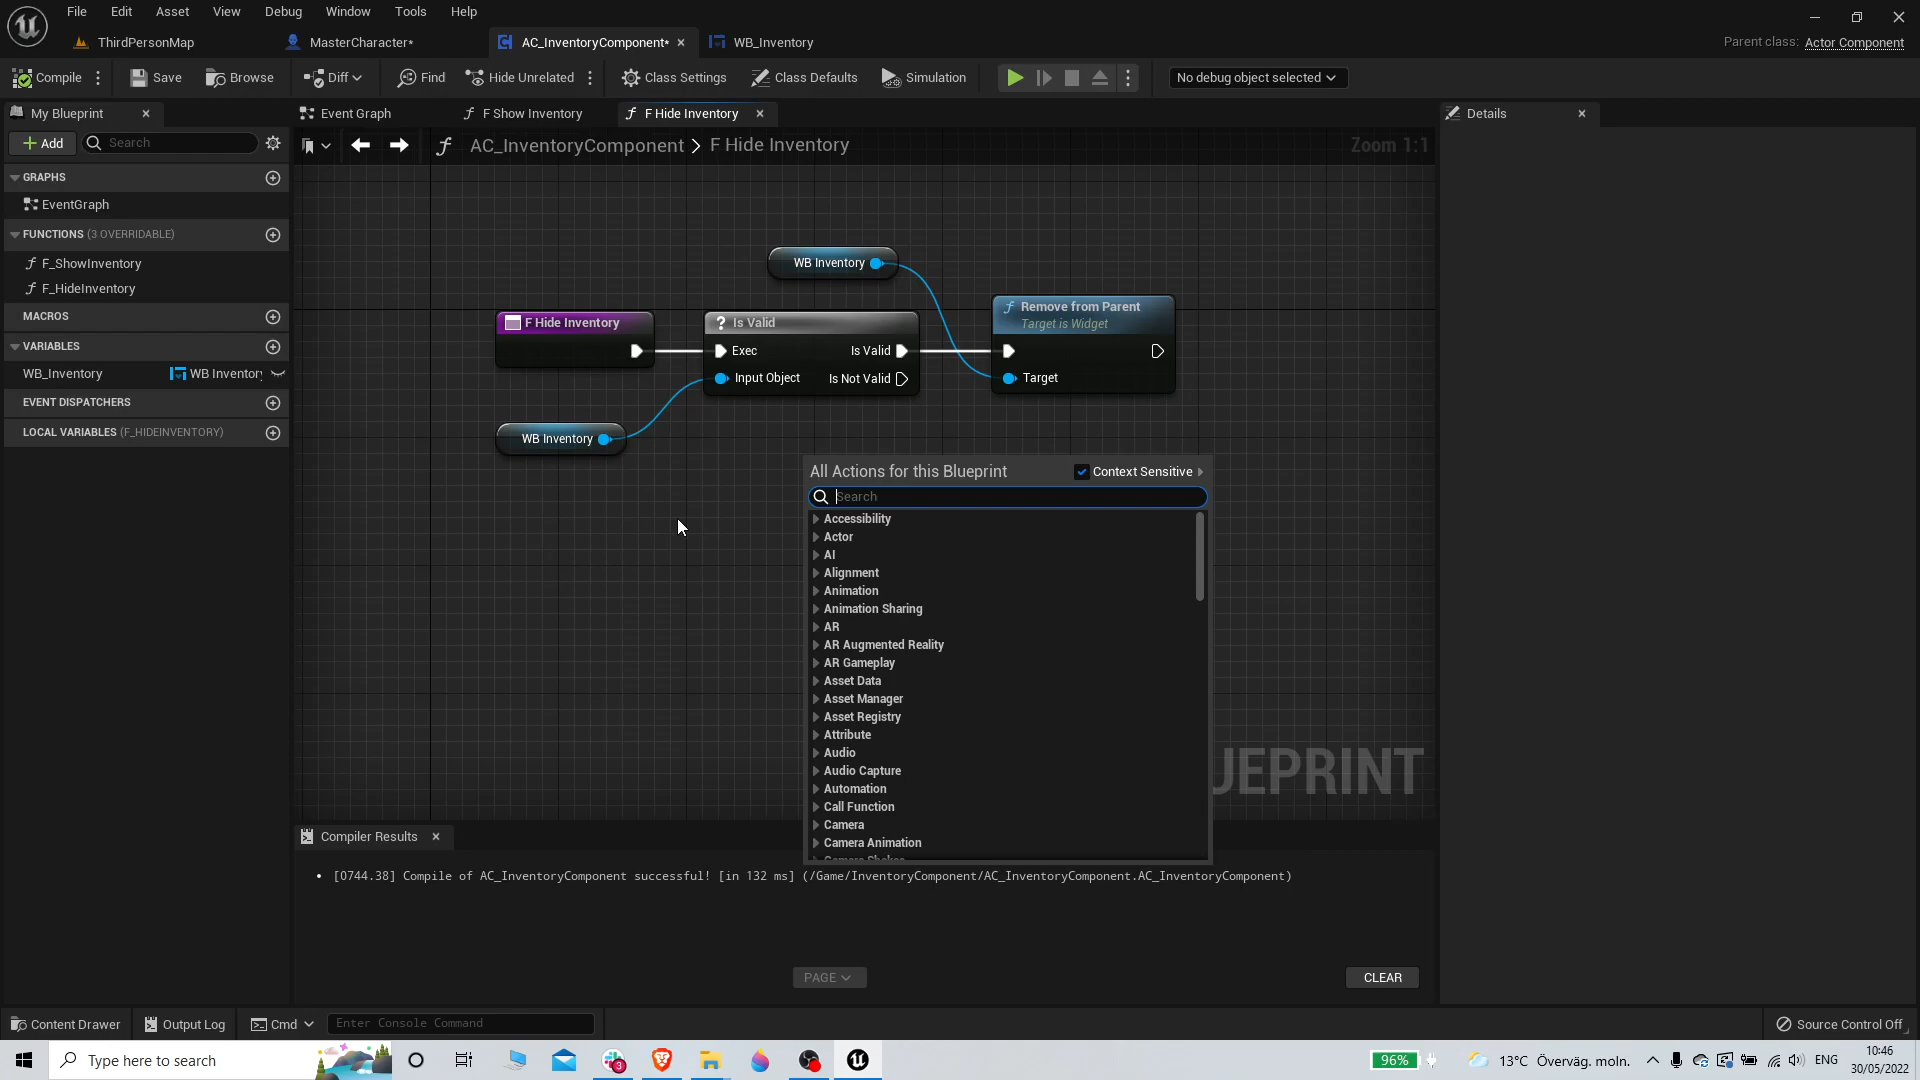 File Edit Asset View Debug Window Tools Help
ThirdPersonMap MasterCharacter* AC_InventoryComponent* WB_Inventory
Parent class: Actor Component
Compile Save Browse Diff Find Hide Unrelated Class Settings Class Defaults Simulation No debug object selected
My Blueprint Event Graph F Show Inventory F Hide Inventory Details
Add Search
AC_InventoryComponent > F Hide Inventory Zoom 1:1
GRAPHS
EventGraph
FUNCTIONS (3 OVERRIDABLE)
F_ShowInventory
F_HideInventory
MACROS
VARIABLES
WB_Inventory WB Inventory
EVENT DISPATCHERS
LOCAL VARIABLES (F_HIDEINVENTORY)
WB Inventory
F Hide Inventory
? Is Valid
Exec Is Valid
Input Object Is Not Valid
Remove from Parent
Target is Widget
Target
WB Inventory
All Actions for this Blueprint Context Sensitive
Search
Accessibility
Actor
AI
Alignment
Animation
Animation Sharing
AR
AR Augmented Reality
AR Gameplay
Asset Data
Asset Manager
Asset Registry
Attribute
Audio
Audio Capture
Automation
Call Function
Camera
Camera Animation
UEPRINT
Compiler Results
• [0744.38] Compile of AC_InventoryComponent successful! [in 132 ms] (/Game/InventoryComponent/AC_InventoryComponent.AC_InventoryComponent)
PAGE CLEAR
Content Drawer Output Log Cmd Enter Console Command Source Control Off
Type here to search 3 96% 13°C Överväg. moln. ENG 10:46
30/05/2022